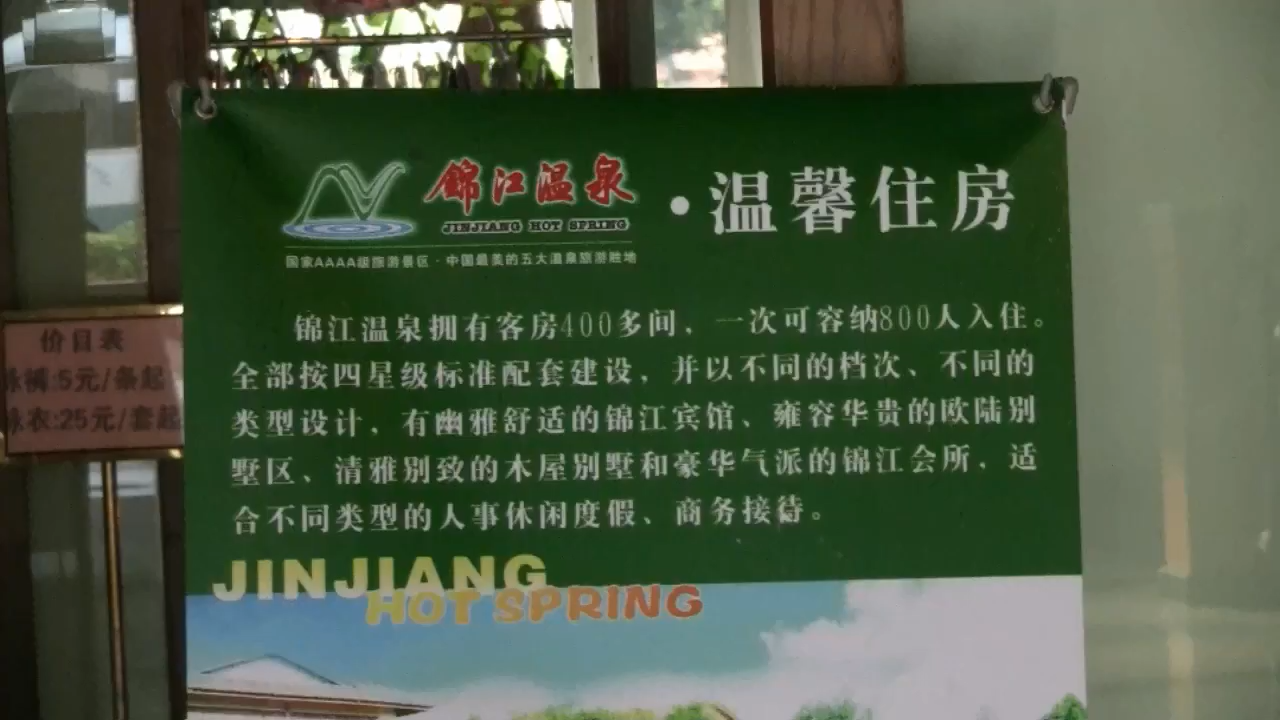 锦江温泉
JINJIANG HOT SPRING
国家AAAA级旅游景区·中国最美的五大温泉旅游胜地
·温馨住房
锦江温泉拥有客房400多间，一次可容纳800人入住。
全部按四星级标准配套建设，并以不同的档次、不同的
类型设计，有幽雅舒适的锦江宾馆、雍容华贵的欧陆别
墅区、清雅别致的木屋别墅和豪华气派的锦江会所，适
合不同类型的人事休闲度假、商务接待。
JINJIANG
HOT SPRING
价目表
泳裤:5元/条起
泳衣:25元/套起